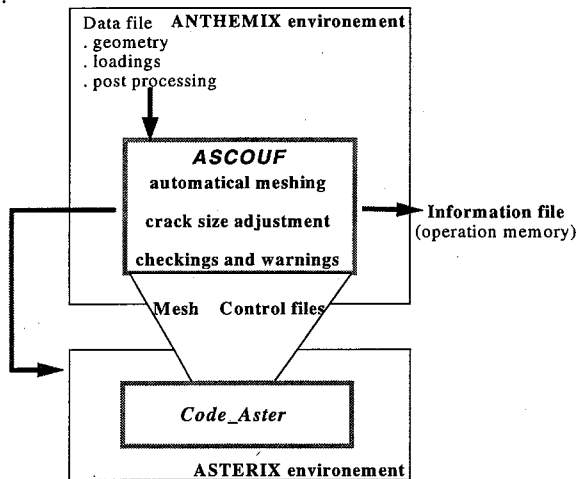 Data file ANTHEMIX environement
. geometry
. loadings
. post processing
ASCOUF
automatical meshing
crack size adjustment
checkings and warnings
Information file
(operation memory)
Mesh Control files
Code_Aster
ASTERIX environement